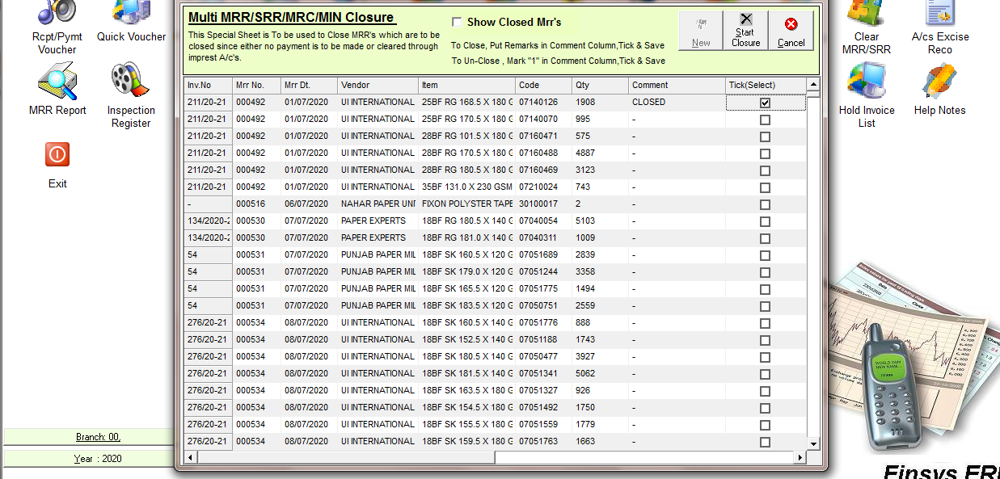 Rcpt/Pymt Voucher
Quick Voucher
MRR Report
Inspection Register
Exit
Branch: 00,
Year : 2020
Multi MRR/SRR/MRC/MIN Closure
This Special Sheet is To be used to Close MRR's which are to be
closed since either no payment is to be made or cleared through
imprest A/c's.
Show Closed Mrr's
To Close, Put Remarks in Comment Column,Tick & Save
To Un-Close , Mark "1" in Comment Column,Tick & Save
New
Start Closure
Cancel
Inv.No Mrr No. Mrr Dt. Vendor Item Code Qty Comment Tick(Select)
211/20-21 000492 01/07/2020 UI INTERNATIONAL 25BF RG 168.5 X 180 G 07140126 1908 CLOSED
211/20-21 000492 01/07/2020 UI INTERNATIONAL 25BF RG 170.5 X 180 G 07140070 995 -
211/20-21 000492 01/07/2020 UI INTERNATIONAL 28BF RG 101.5 X 180 G 07160471 575 -
211/20-21 000492 01/07/2020 UI INTERNATIONAL 28BF RG 170.5 X 180 G 07160488 4887 -
211/20-21 000492 01/07/2020 UI INTERNATIONAL 28BF RG 180.5 X 180 G 07160469 3123 -
211/20-21 000492 01/07/2020 UI INTERNATIONAL 35BF 131.0 X 230 GSM 07210024 743 -
- 000516 06/07/2020 NAHAR PAPER UNI FIXON POLYSTER TAPE 30100017 2 -
134/2020-2 000530 07/07/2020 PAPER EXPERTS 18BF RG 180.5 X 140 G 07040054 5103 -
134/2020-2 000530 07/07/2020 PAPER EXPERTS 18BF RG 181.0 X 140 G 07040311 1009 -
54 000531 07/07/2020 PUNJAB PAPER MIL 18BF SK 160.5 X 120 G 07051689 2839 -
54 000531 07/07/2020 PUNJAB PAPER MIL 18BF SK 179.0 X 120 G 07051244 3358 -
54 000531 07/07/2020 PUNJAB PAPER MIL 18BF SK 165.5 X 120 G 07051775 1494 -
54 000531 07/07/2020 PUNJAB PAPER MIL 18BF SK 183.5 X 120 G 07050751 2559 -
276/20-21 000534 08/07/2020 UI INTERNATIONAL 18BF SK 160.5 X 140 G 07051776 888 -
276/20-21 000534 08/07/2020 UI INTERNATIONAL 18BF SK 152.5 X 140 G 07051188 1743 -
276/20-21 000534 08/07/2020 UI INTERNATIONAL 18BF SK 180.5 X 140 G 07050477 3927 -
276/20-21 000534 08/07/2020 UI INTERNATIONAL 18BF SK 181.5 X 140 G 07051341 5062 -
276/20-21 000534 08/07/2020 UI INTERNATIONAL 18BF SK 163.5 X 180 G 07051327 926 -
276/20-21 000534 08/07/2020 UI INTERNATIONAL 18BF SK 154.5 X 180 G 07051492 1750 -
276/20-21 000534 08/07/2020 UI INTERNATIONAL 18BF SK 155.5 X 180 G 07051559 1779 -
276/20-21 000534 08/07/2020 UI INTERNATIONAL 18BF SK 159.5 X 180 G 07051763 1663 -
Clear MRR/SRR
A/cs Excise Reco
Hold Invoice List
Help Notes
Finsys ER